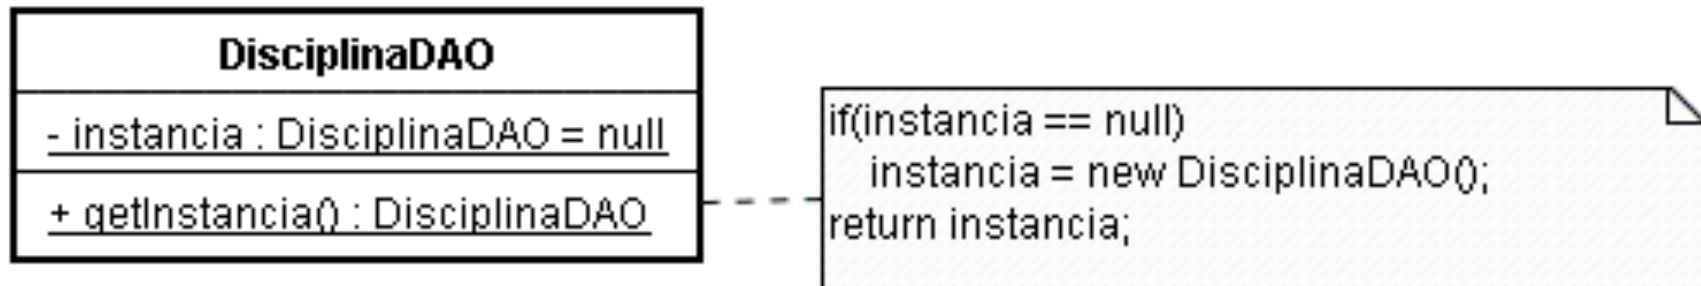 DisciplinaDAO
- instancia : DisciplinaDAO = null
+ getInstancia() : DisciplinaDAO
if(instancia == null)
instancia = new DisciplinaDAO();
return instancia;